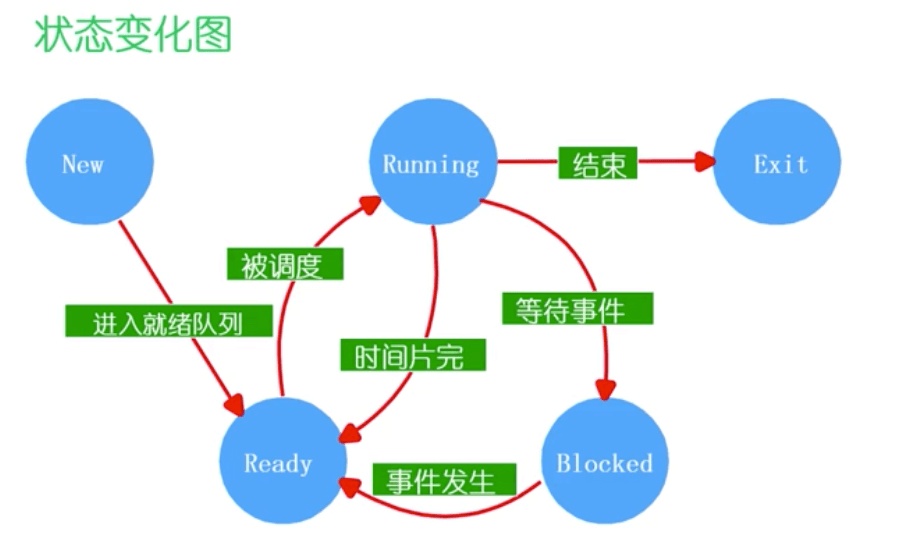 状态变化图
New
Running
结束
Exit
被调度
进入就绪队列
等待事件
时间片完
Ready
事件发生
Blocked